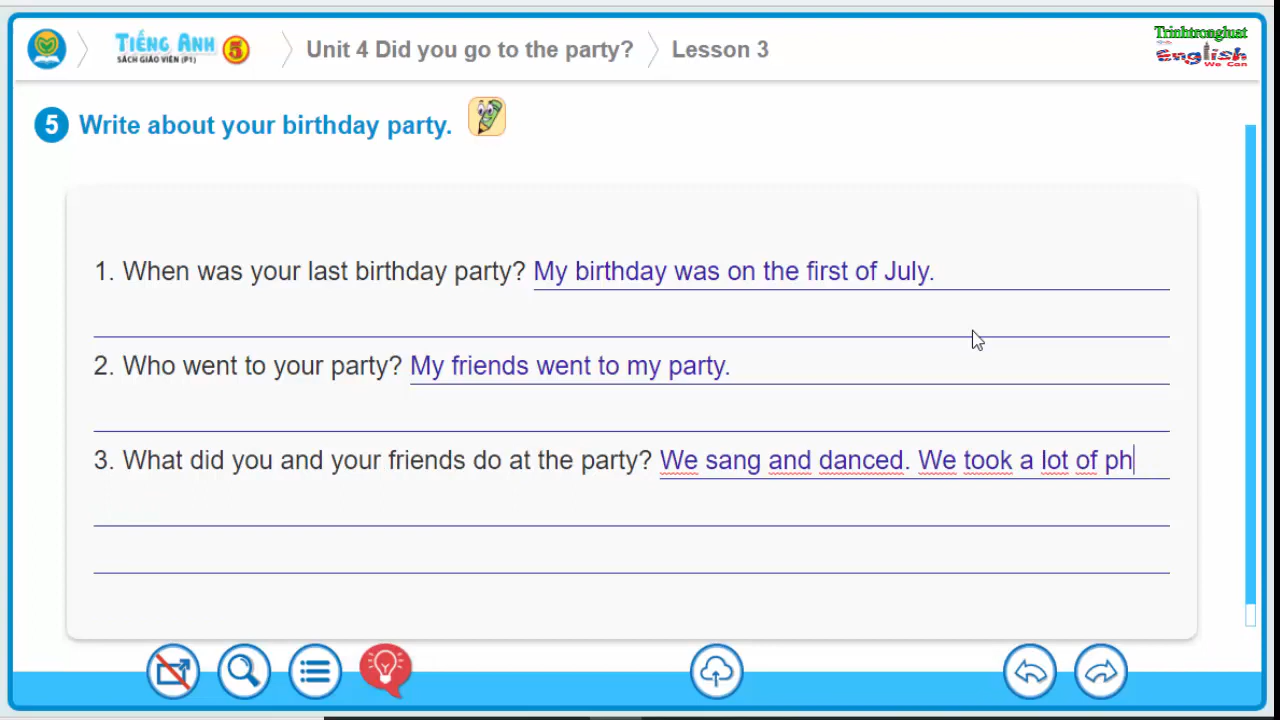 TIẾNG ANH 5
SÁCH GIÁO VIÊN (P1)
Unit 4 Did you go to the party?
Lesson 3
Trinhtrongluat
English
We Can
5 Write about your birthday party.
1. When was your last birthday party? My birthday was on the first of July.
2. Who went to your party? My friends went to my party.
3. What did you and your friends do at the party? We sang and danced. We took a lot of ph